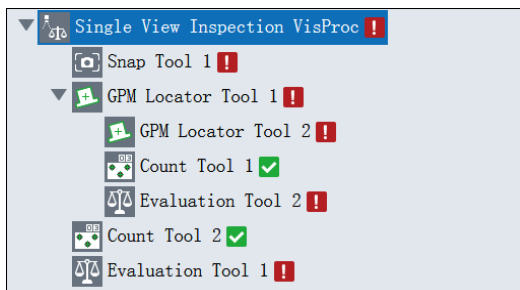 Single View Inspection VisProc
Snap Tool 1
GPM Locator Tool 1
GPM Locator Tool 2
Count Tool 1
Evaluation Tool 2
Count Tool 2
Evaluation Tool 1